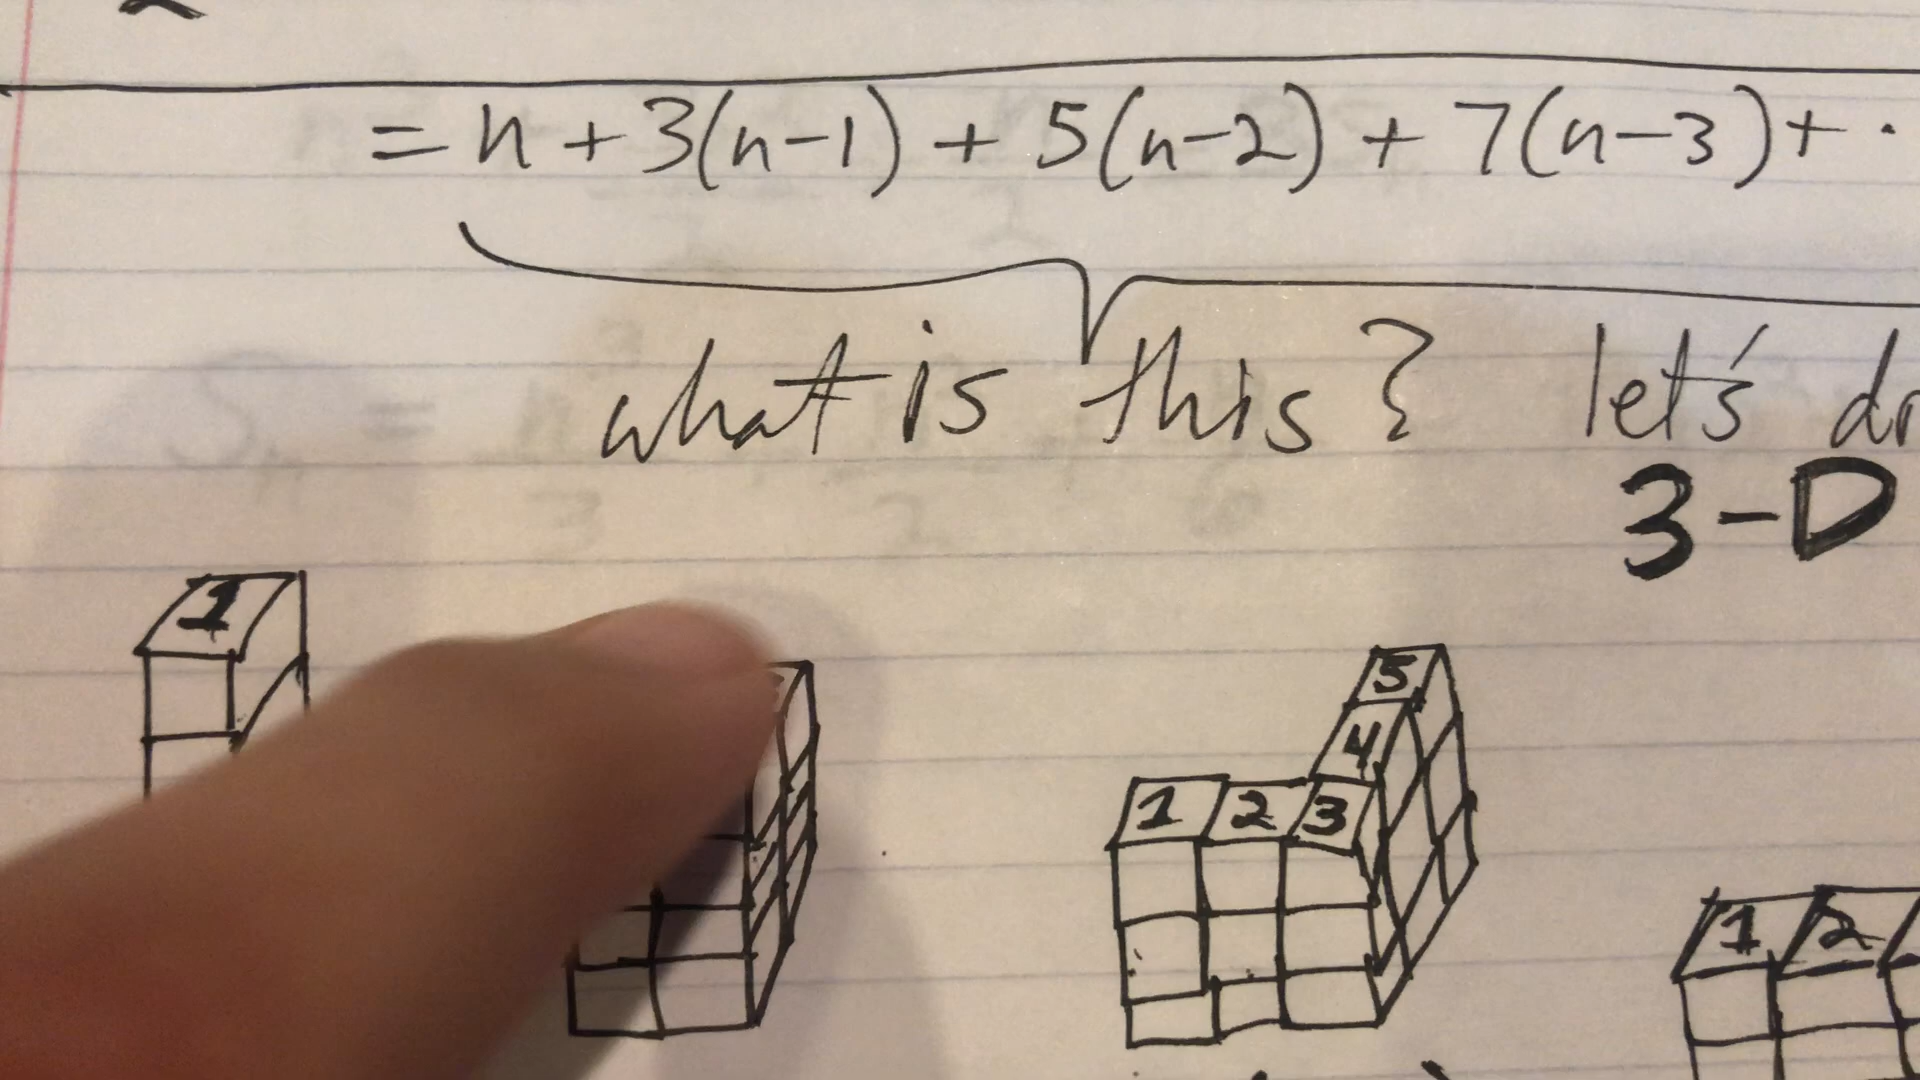 = n + 3(n-1) + 5(n-2) + 7(n-3) + ·
what is this? let's
3-D
1
5
4
1 2 3
1 2